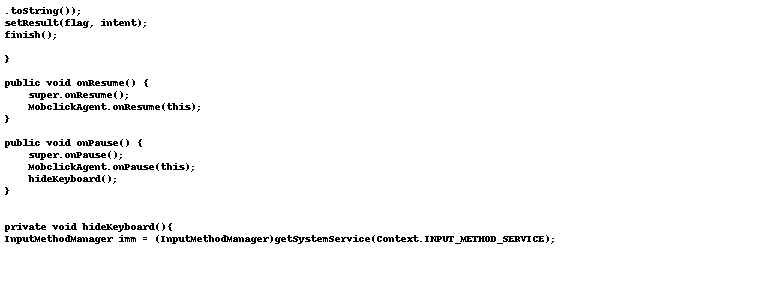 .toString());
setResult(flag, intent);
finish();

}

public void onResume() {
    super.onResume();
    MobclickAgent.onResume(this);
}

public void onPause() {
    super.onPause();
    MobclickAgent.onPause(this);
    hideKeyboard();
}


private void hideKeyboard(){
InputMethodManager imm = (InputMethodManager)getSystemService(Context.INPUT_METHOD_SERVICE);